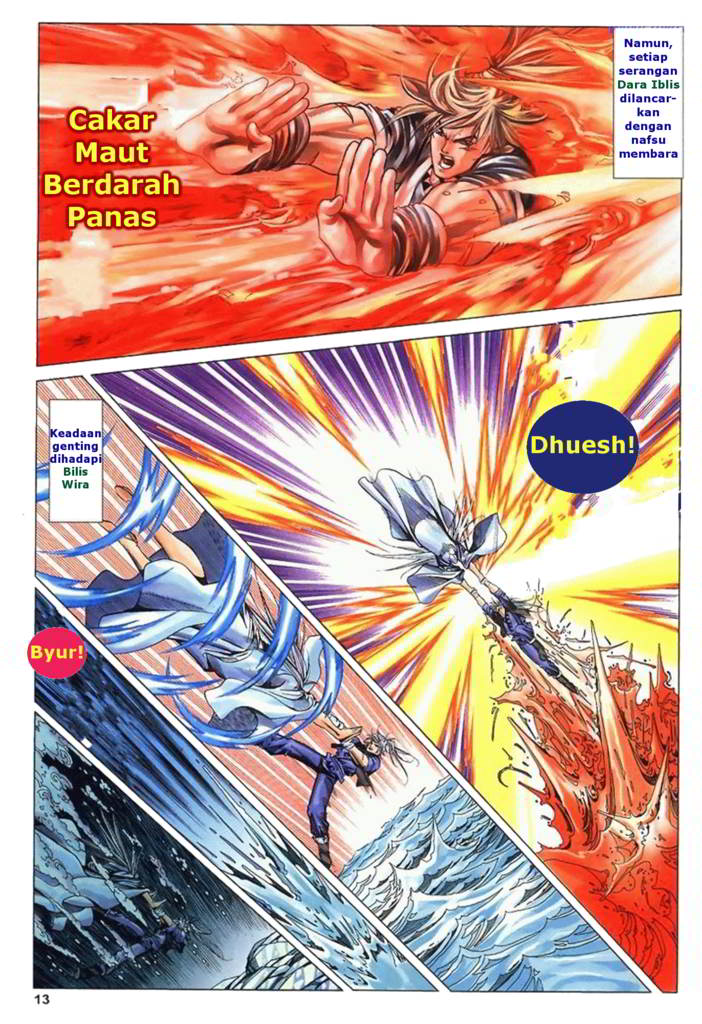 Namun,
setiap
serangan
Dara Iblis
dilancar-
kan
dengan
nafsu
membara
Cakar
Maut
Berdarah
Panas
Dhuesh!
Keadaan
genting
dihadapi
Bilis
Wira
Byur!
13